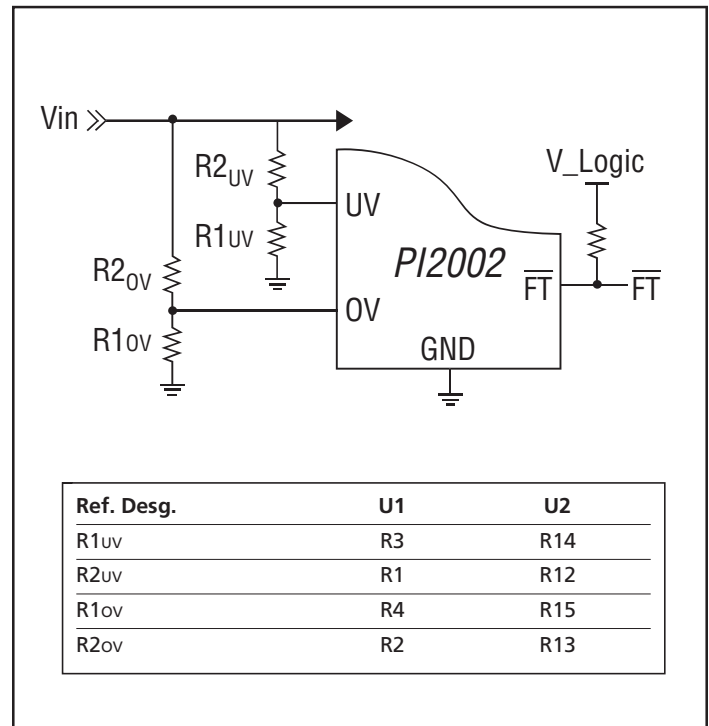 Vin
R2UV
R1UV
R2OV
R1OV
UV
OV
PI2002
GND
FT
V_Logic
FT
Ref. Desg. U1 U2
R1UV R3 R14
R2UV R1 R12
R1OV R4 R15
R2OV R2 R13